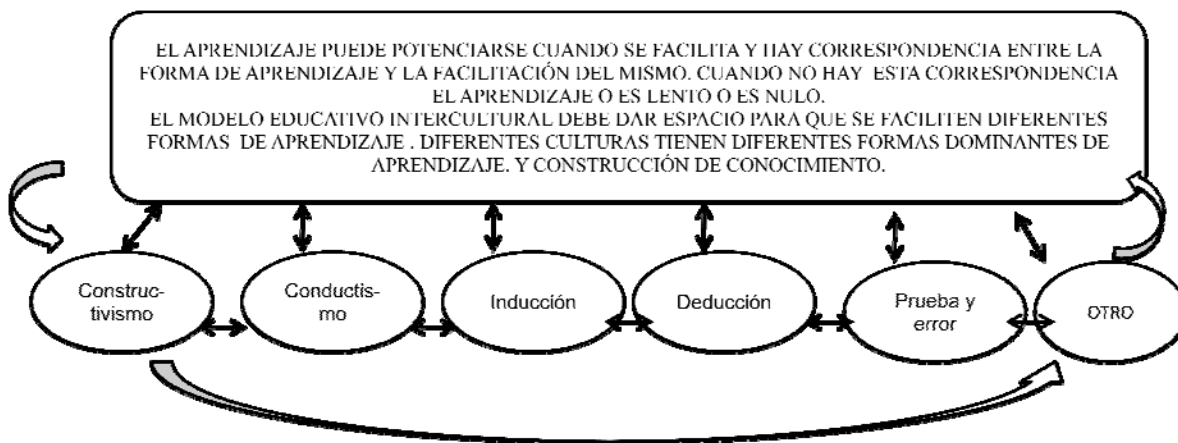 EL APRENDIZAJE PUEDE POTENCIARSE CUANDO SE FACILITA Y HAY CORRESPONDENCIA ENTRE LA
FORMA DE APRENDIZAJE Y LA FACILITACIÓN DEL MISMO. CUANDO NO HAY ESTA CORRESPONDENCIA
EL APRENDIZAJE O ES LENTO O ES NULO.
EL MODELO EDUCATIVO INTERCULTURAL DEBE DAR ESPACIO PARA QUE SE FACILITEN DIFERENTES
FORMAS DE APRENDIZAJE . DIFERENTES CULTURAS TIENEN DIFERENTES FORMAS DOMINANTES DE
APRENDIZAJE. Y CONSTRUCCIÓN DE CONOCIMIENTO.
Construc-
tivismo
Conductis-
mo
Inducción
Deducción
Prueba y
error
OTRO